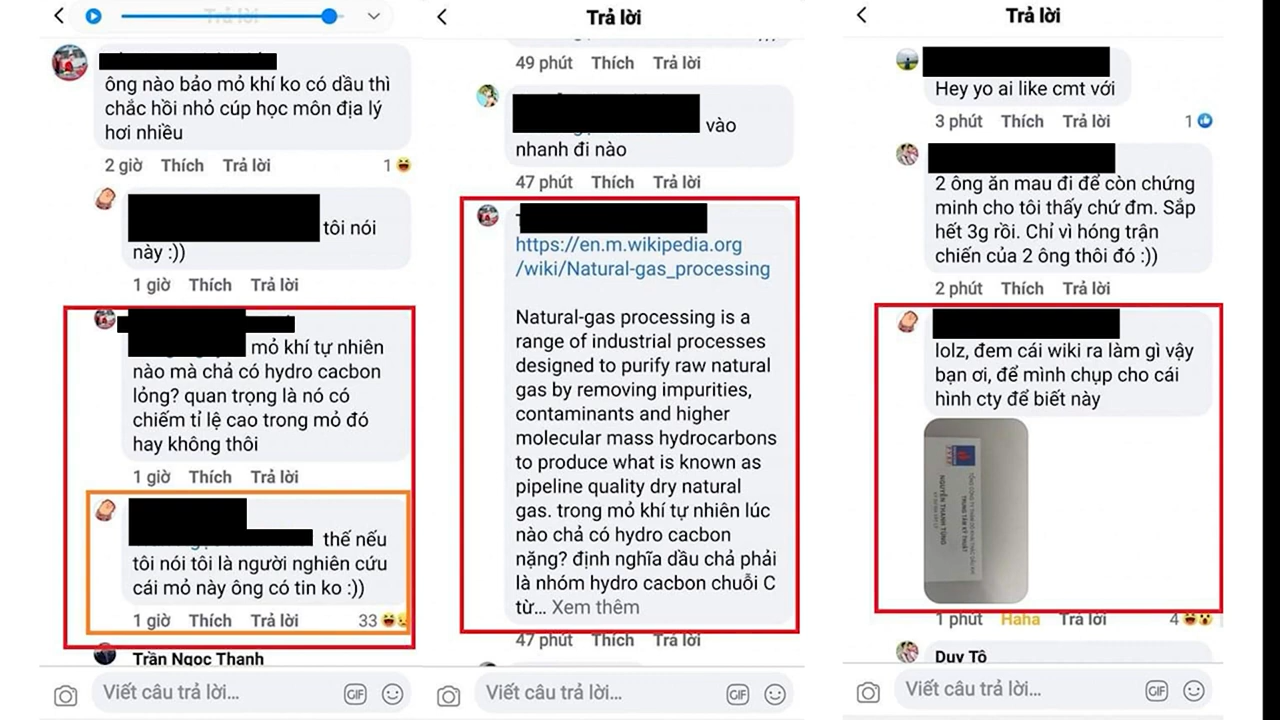 Trả lời
ông nào bảo mỏ khí ko có dầu thì
chắc hồi nhỏ cúp học môn địa lý
hơi nhiều
2 giờ Thích Trả lời 1
tôi nói
này :))
1 giờ Thích Trả lời
mỏ khí tự nhiên
nào mà chả có hydro cacbon
lỏng? quan trọng là nó có
chiếm tỉ lệ cao trong mỏ đó
hay không thôi
1 giờ Thích Trả lời
thế nếu
tôi nói tôi là người nghiên cứu
cái mỏ này ông có tin ko :))
1 giờ Thích Trả lời 33
Trần Ngọc Thanh
Viết câu trả lời... GIF
Trả lời
49 phút Thích Trả lời
vào
nhanh đi nào
47 phút Thích Trả lời
https://en.m.wikipedia.org
/wiki/Natural-gas_processing
Natural-gas processing is a
range of industrial processes
designed to purify raw natural
gas by removing impurities,
contaminants and higher
molecular mass hydrocarbons
to produce what is known as
pipeline quality dry natural
gas. trong mỏ khí tự nhiên lúc
nào chả có hydro cacbon
nặng? định nghĩa dầu chả phải
là nhóm hydro cacbon chuỗi C
từ... Xem thêm
47 phút Thích Trả lời
Viết câu trả lời... GIF
Trả lời
Hey yo ai like cmt với
3 phút Thích Trả lời 1
2 ông ăn mau đi để còn chứng
minh cho tôi thấy chứ đm. Sắp
hết 3g rồi. Chỉ vì hóng trận
chiến của 2 ông thôi đó :))
2 phút Thích Trả lời
lolz, đem cái wiki ra làm gì vậy
bạn ơi, để mình chụp cho cái
hình cty để biết này
TRUNG TÂM KỸ THUẬT
NGUYỄN THANH TÙNG
1 phút Haha Trả lời 4
Duy Tô
Viết câu trả lời... GIF